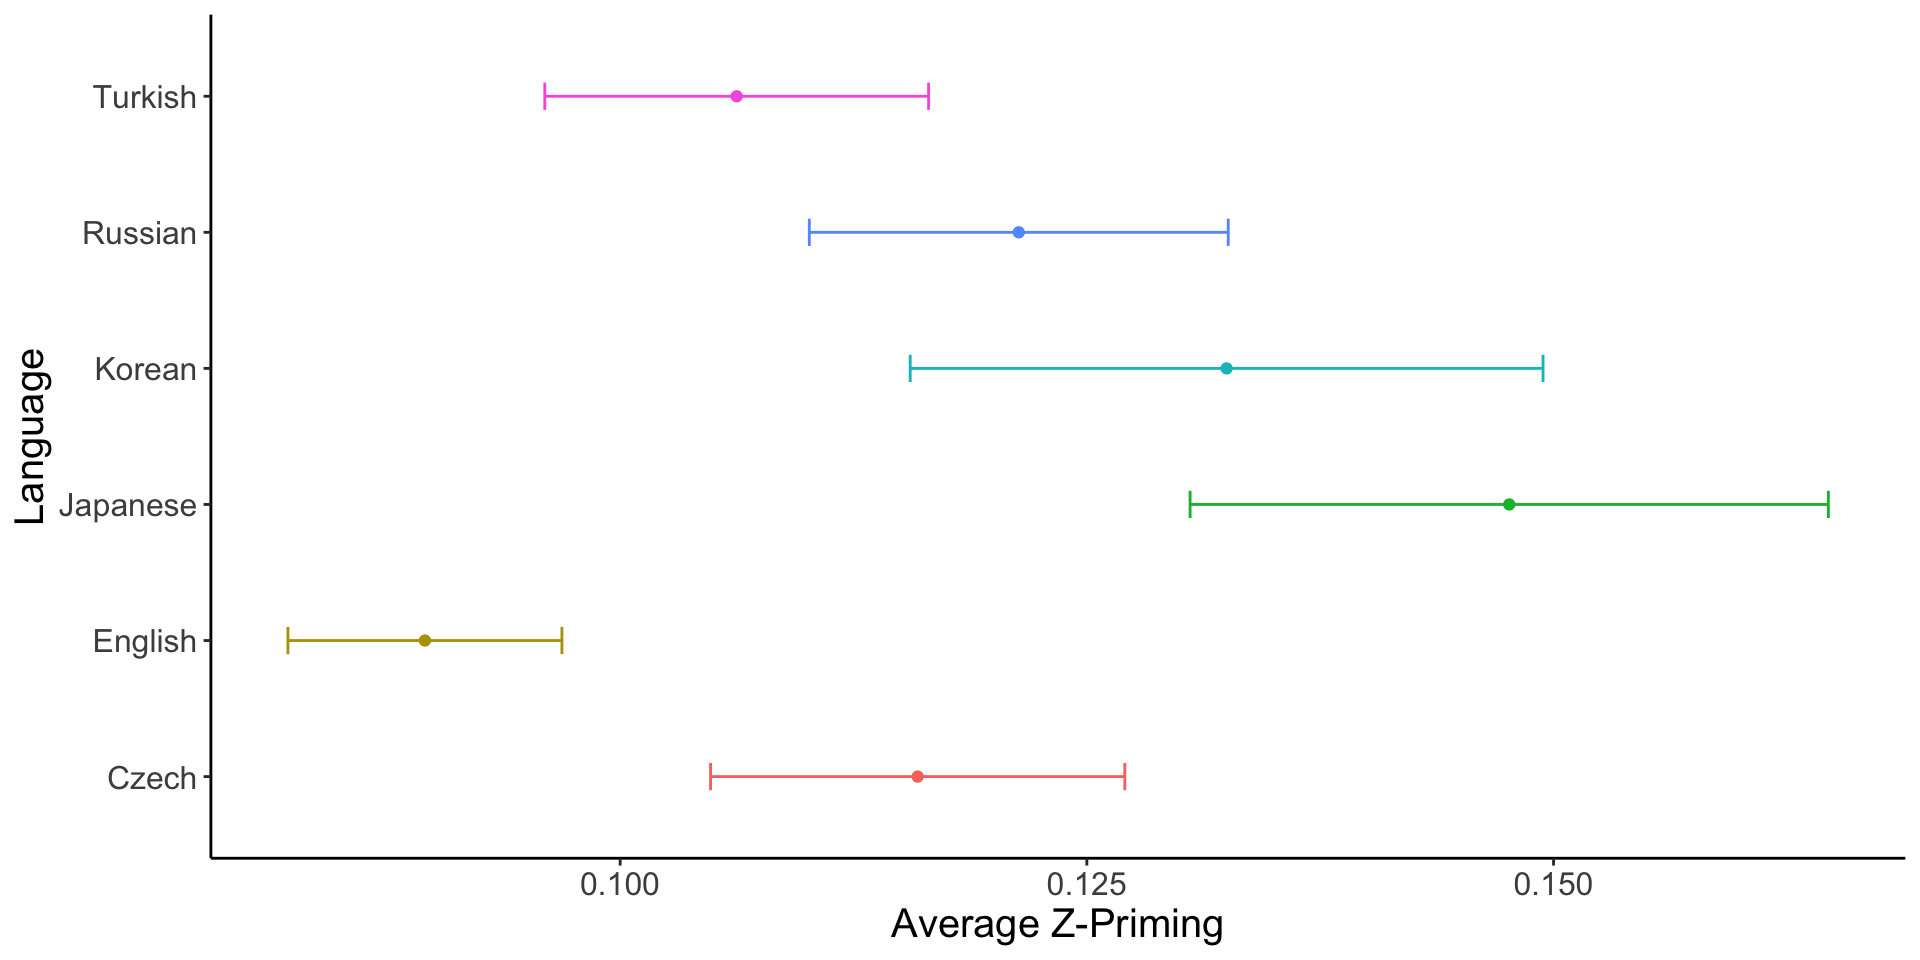 Turkish
Russian
Korean
Japanese
English
Czech
Language
0.100
0.125
0.150
Average Z-Priming